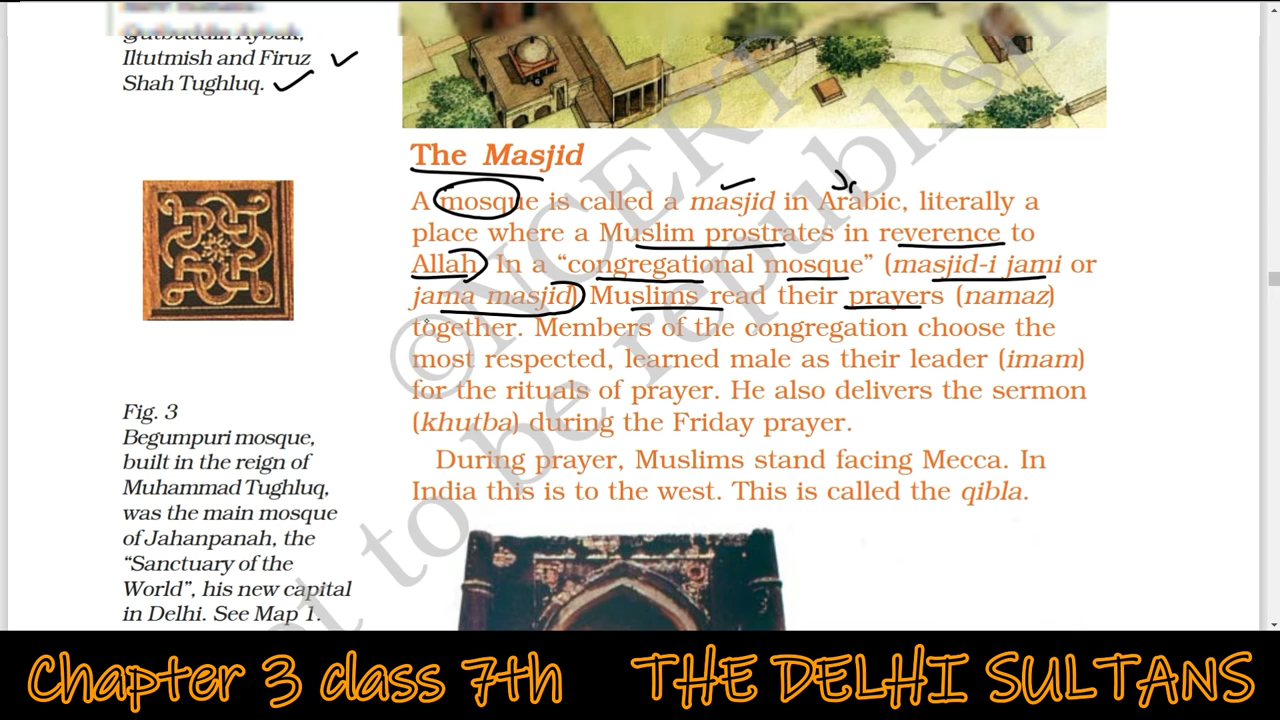 Iltutmish and Firuz
Shah Tughluq.
The Masjid
A mosque is called a masjid in Arabic, literally a
place where a Muslim prostrates in reverence to
Allah. In a “congregational mosque” (masjid-i jami or
jama masjid) Muslims read their prayers (namaz)
together. Members of the congregation choose the
most respected, learned male as their leader (imam)
for the rituals of prayer. He also delivers the sermon
(khutba) during the Friday prayer.
During prayer, Muslims stand facing Mecca. In
India this is to the west. This is called the qibla.
Fig. 3
Begumpuri mosque,
built in the reign of
Muhammad Tughluq,
was the main mosque
of Jahanpanah, the
“Sanctuary of the
World”, his new capital
in Delhi. See Map 1.
©NCERT
not to be republished
Chapter 3 class 7th THE DELHI SULTANS